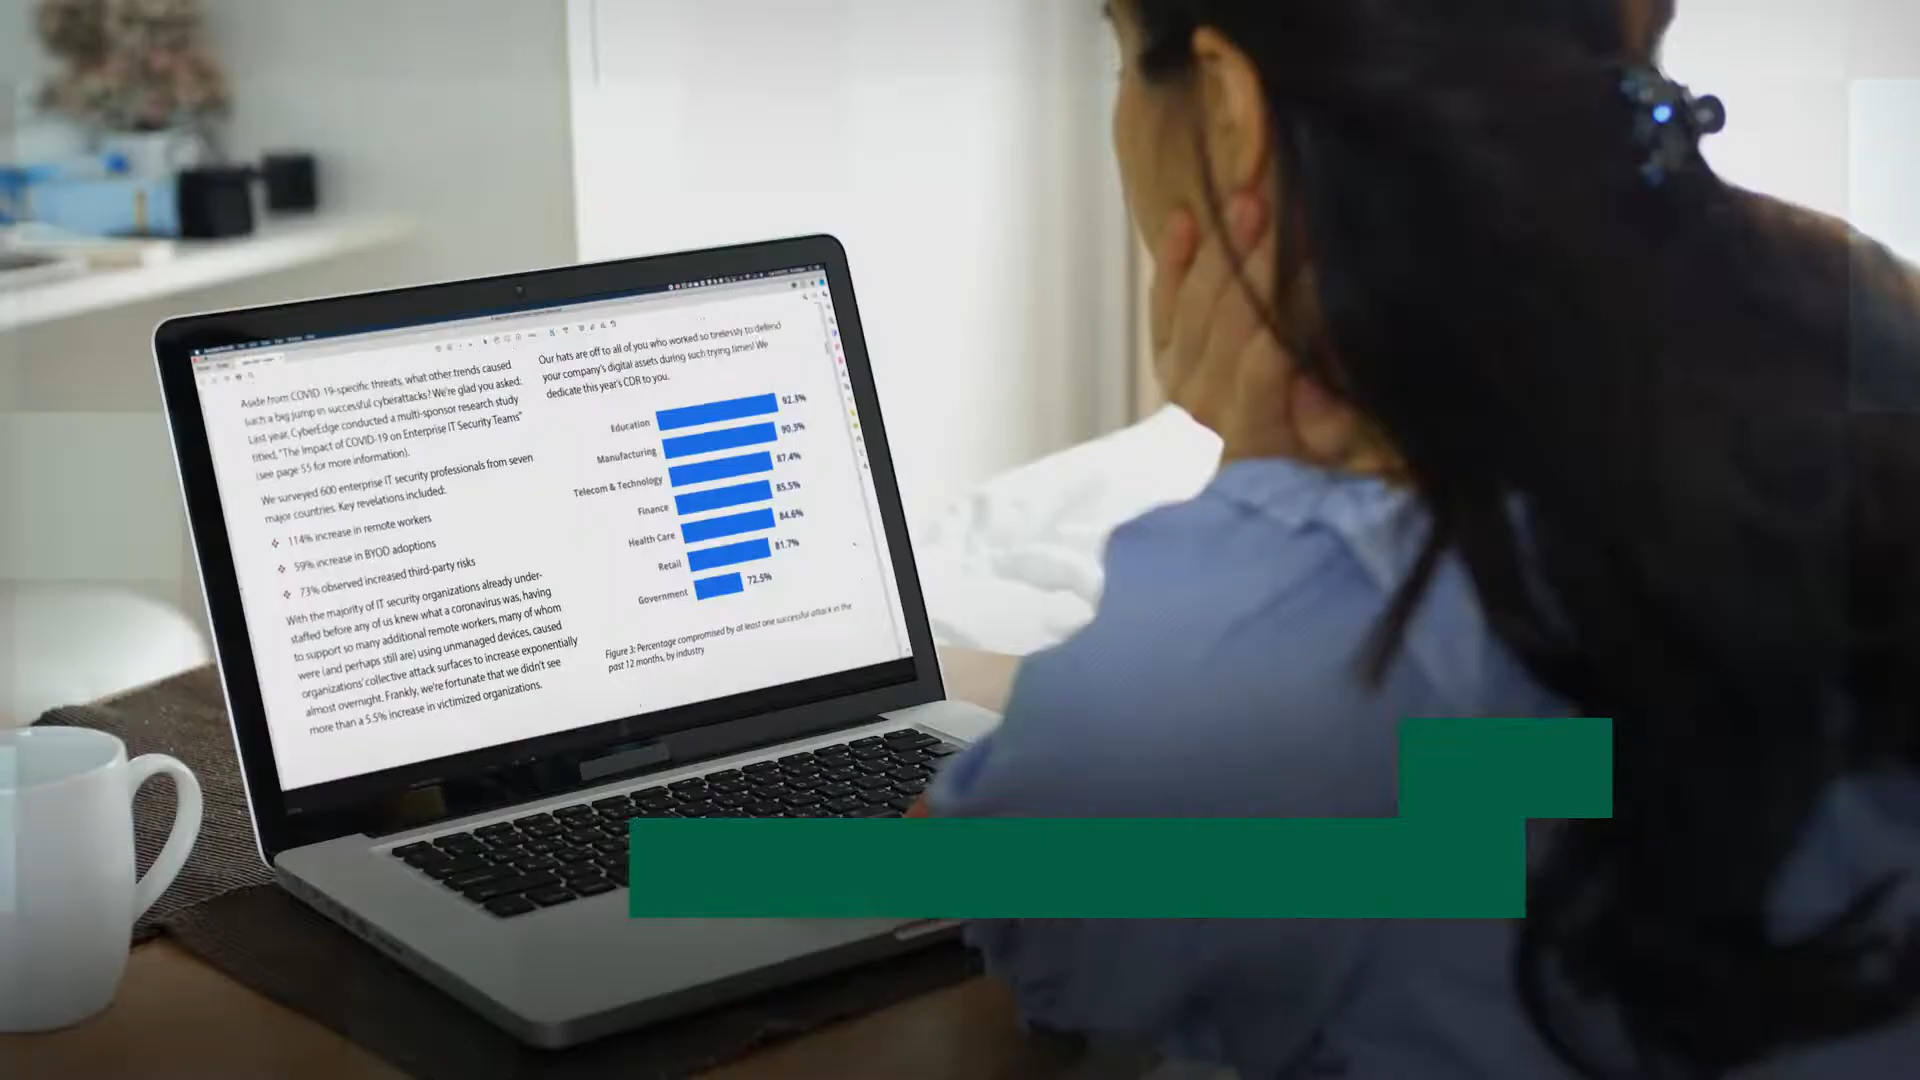 Aside from COVID 19-specific threats, what other trends caused
such a big jump in successful cyberattacks? We're glad you asked.
Last year, CyberEdge conducted a multi-sponsor research study
titled, "The Impact of COVID-19 on Enterprise IT Security Teams"
(see page 55 for more information).
We surveyed 600 enterprise IT security professionals from seven
major countries. Key revelations included:
114% increase in remote workers
59% increase in BYOD adoptions
73% observed increased third-party risks
With the majority of IT security organizations already under-
staffed before any of us knew what a coronavirus was, having
to support so many additional remote workers, many of whom
were (and perhaps still are) using unmanaged devices, caused
organizations' collective attack surfaces to increase exponentially
almost overnight. Frankly, we're fortunate that we didn't see
more than a 5.5% increase in victimized organizations.
Our hats are off to all of you who worked so tirelessly to defend
your company's digital assets during such trying times! We
dedicate this year's CDR to you.
Education 92.3%
Manufacturing 90.3%
Telecom & Technology 87.4%
Finance 85.5%
Health Care 84.6%
Retail 81.7%
Government 72.5%
Figure 3: Percentage compromised by at least one successful attack in the
past 12 months, by industry